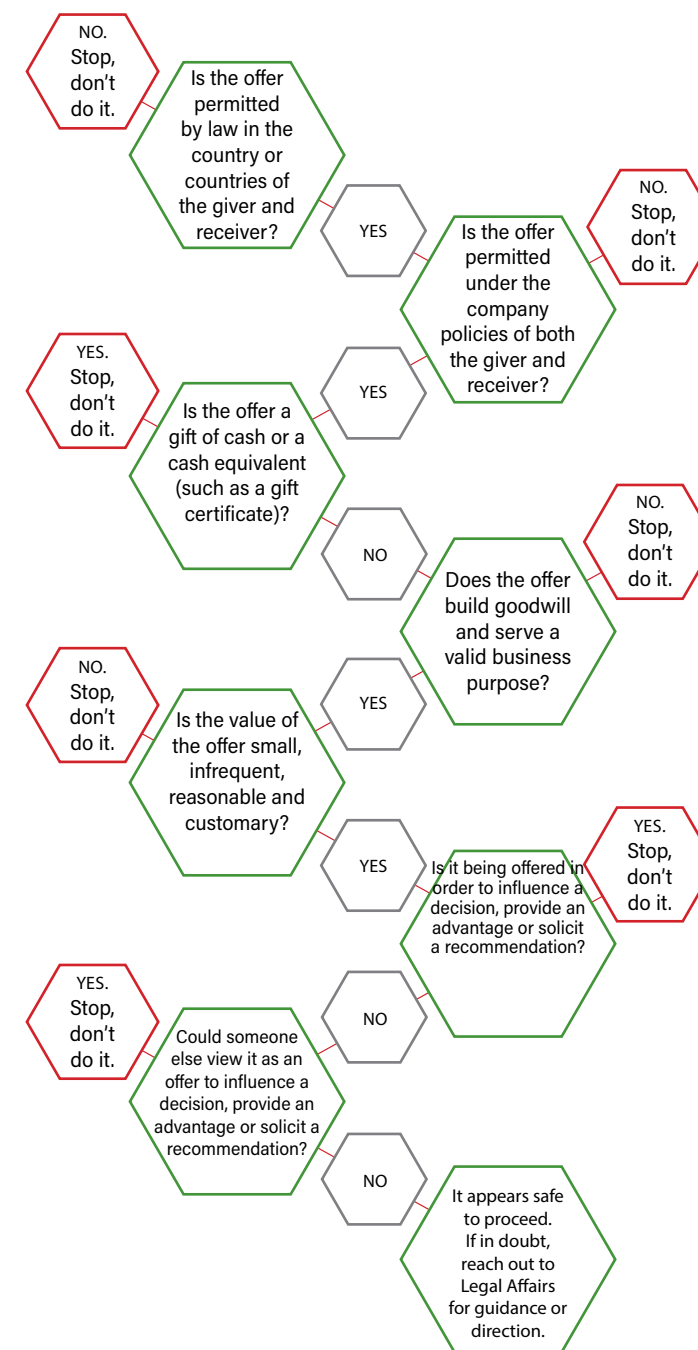 NO.
Stop,
don't
do it.
Is the offer
permitted
by law in the
country or
countries of
the giver and
receiver?
YES
NO.
Stop,
don't
do it.
Is the offer
permitted
under the
company
policies of both
the giver and
receiver?
YES
YES.
Stop,
don't
do it.
Is the offer a
gift of cash or a
cash equivalent
(such as a gift
certificate)?
NO
NO.
Stop,
don't
do it.
Does the offer
build goodwill
and serve a
valid business
purpose?
YES
NO.
Stop,
don't
do it.
Is the value of
the offer small,
infrequent,
reasonable and
customary?
YES
YES.
Stop,
don't
do it.
Is it being offered in
order to influence a
decision, provide an
advantage or solicit
a recommendation?
NO
YES.
Stop,
don't
do it.
Could someone
else view it as an
offer to influence a
decision, provide an
advantage or solicit a
recommendation?
NO
It appears safe
to proceed.
If in doubt,
reach out to
Legal Affairs
for guidance or
direction.